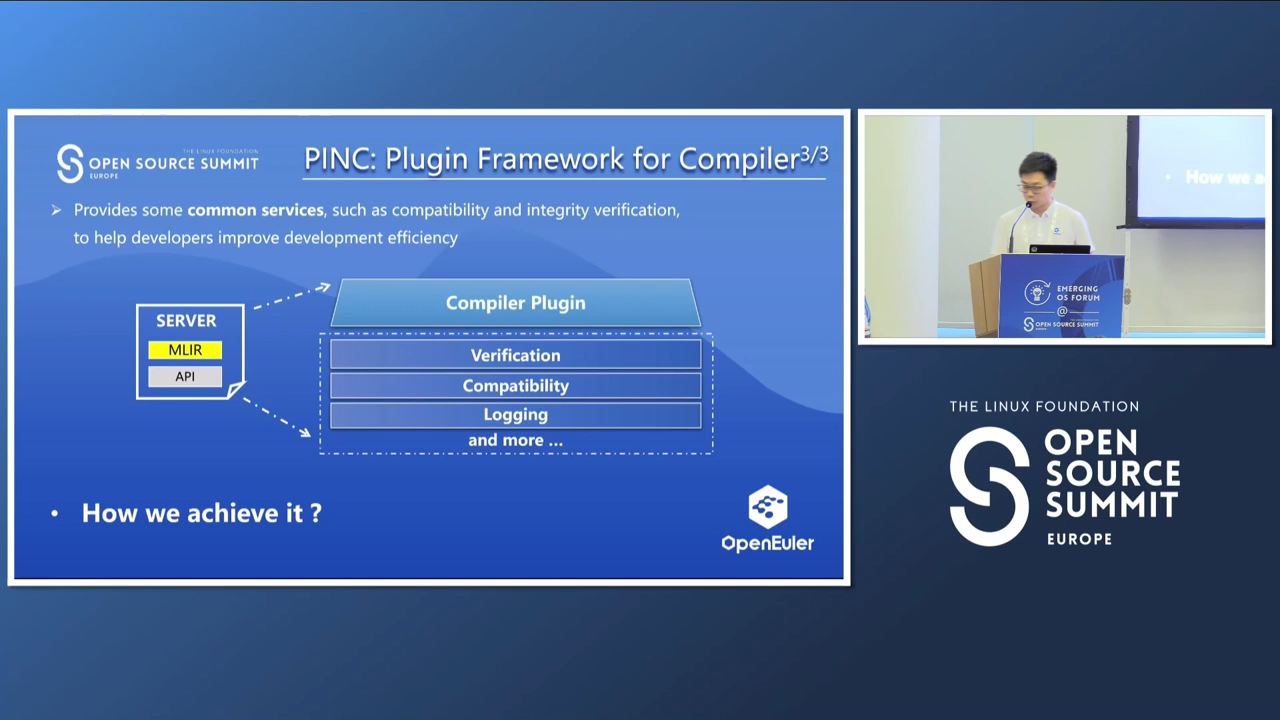 THE LINUX FOUNDATION
OPEN SOURCE SUMMIT
EUROPE
PINC: Plugin Framework for Compiler3/3
Provides some common services, such as compatibility and integrity verification,
to help developers improve development efficiency
SERVER
MLIR
API
Compiler Plugin
Verification
Compatibility
Logging
and more ...
• How we achieve it ?
OpenEuler
• How we a
EMERGING
OS FORUM
@
OPEN SOURCE SUMMIT
THE LINUX FOUNDATION
OPEN
SOURCE
SUMMIT
EUROPE